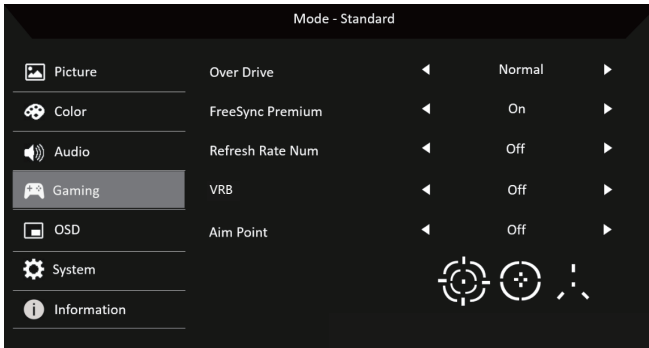 Mode - Standard
Picture
Over Drive Normal
Color
FreeSync Premium On
Audio
Refresh Rate Num Off
Gaming
VRB Off
OSD
Aim Point Off
System
Information